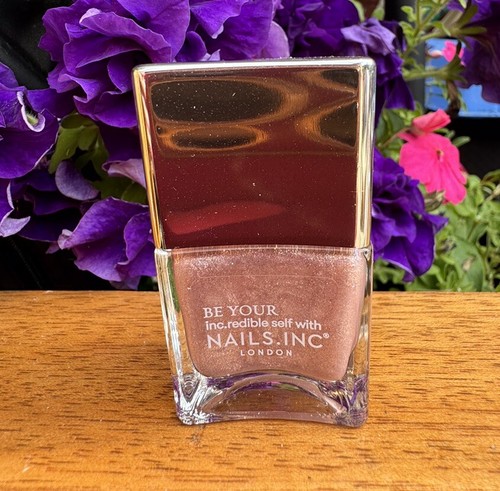 BE YOUR
inc.redible self with
NAILS.INC®
LONDON